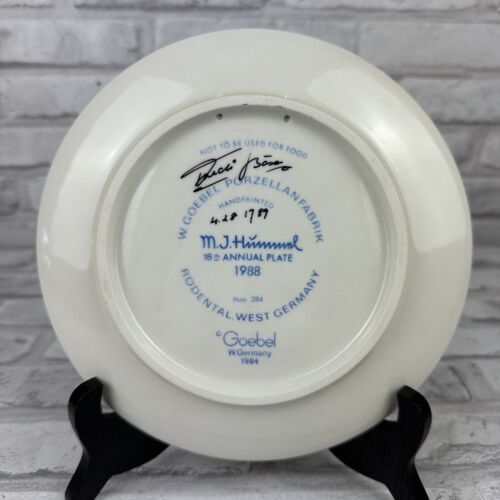 NOT TO BE USED FOR FOOD
W. GOEBEL PORZELLANFABRIK
HANDPAINTED
4.28 1989
M.J. Hummel
18th ANNUAL PLATE
1988
RODENTAL, WEST GERMANY
Hum 284
© Goebel
W.Germany
1984